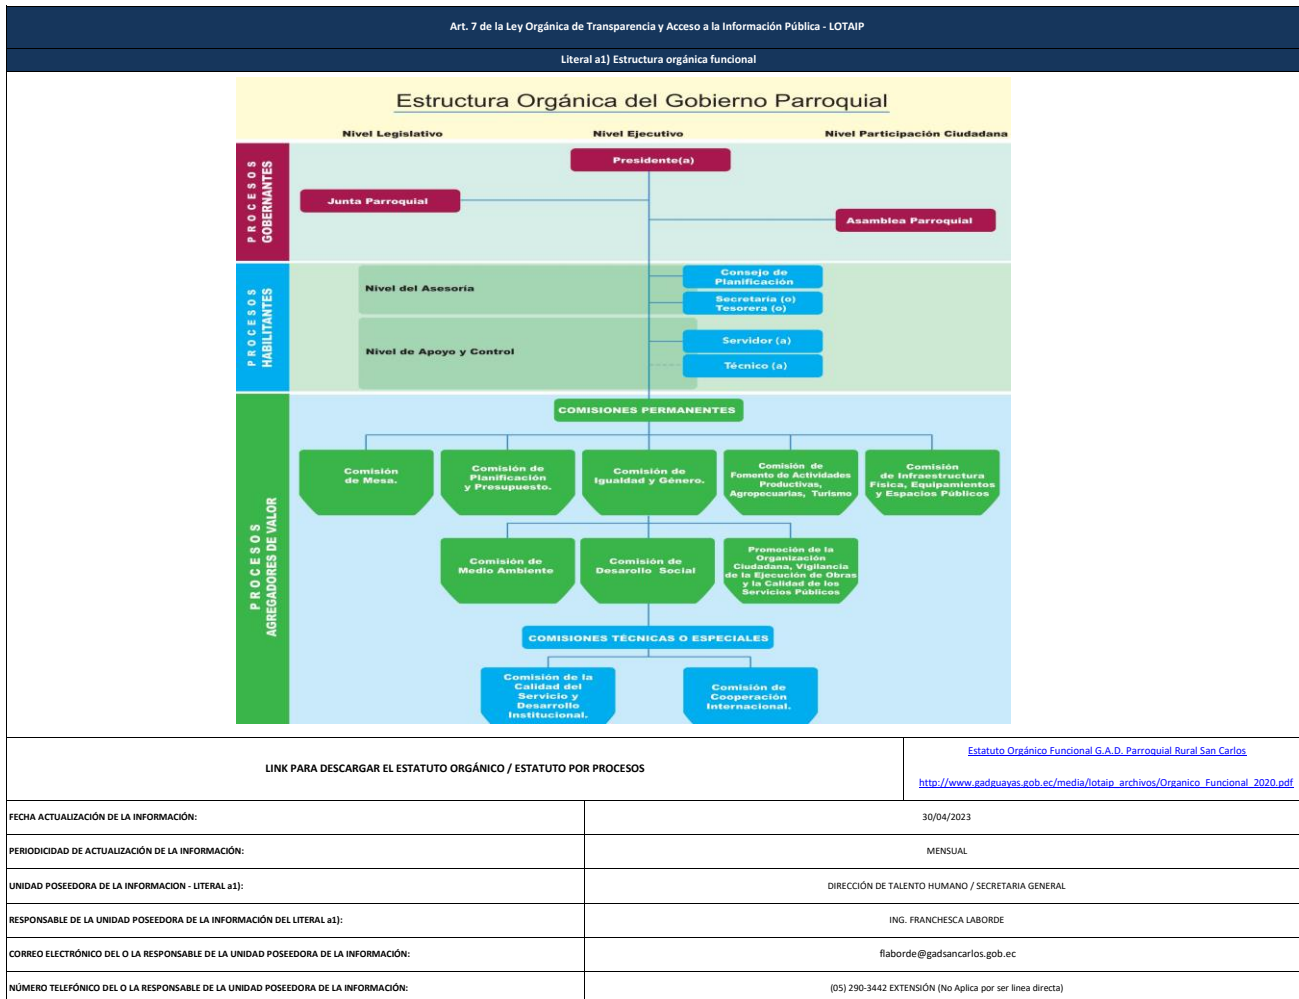 Art. 7 de la Ley Orgánica de Transparencia y Acceso a la Información Pública - LOTAIP
Literal a1) Estructura orgánica funcional
Estructura Orgánica del Gobierno Parroquial
Nivel Legislativo
Nivel Ejecutivo
Nivel Participación Ciudadana
PROCESOS
GOBERNANTES
Presidente(a)
Junta Parroquial
Asamblea Parroquial
PROCESOS
HABILITANTES
Nivel del Asesoría
Consejo de
Planificación
Secretaría (o)
Tesorera (o)
Nivel de Apoyo y Control
Servidor (a)
Técnico (a)
PROCESOS
AGREGADORES DE VALOR
COMISIONES PERMANENTES
Comisión
de Mesa.
Comisión de
Planificación
y Presupuesto.
Comisión de
Igualdad y Género.
Comisión de
Fomento de Actividades
Productivas,
Agropecuarias, Turismo
Comisión
de Infraestructura
Física, Equipamientos
y Espacios Públicos
Comisión de
Medio Ambiente
Comisión de
Desarollo Social
Promoción de la
Organización
Ciudadana, Vigilancia
de la Ejecución de Obras
y la Calidad de los
Servicios Públicos
COMISIONES TÉCNICAS O ESPECIALES
Comisión de la
Calidad del
Servicio y
Desarrollo
Institucional.
Comisión de
Cooperación
Internacional.
LINK PARA DESCARGAR EL ESTATUTO ORGÁNICO / ESTATUTO POR PROCESOS
Estatuto Orgánico Funcional G.A.D. Parroquial Rural San Carlos
http://www.gadguayas.gob.ec/media/lotaip_archivos/Organico_Funcional_2020.pdf
FECHA ACTUALIZACIÓN DE LA INFORMACIÓN:
30/04/2023
PERIODICIDAD DE ACTUALIZACIÓN DE LA INFORMACIÓN:
MENSUAL
UNIDAD POSEEDORA DE LA INFORMACION - LITERAL a1):
DIRECCIÓN DE TALENTO HUMANO / SECRETARIA GENERAL
RESPONSABLE DE LA UNIDAD POSEEDORA DE LA INFORMACIÓN DEL LITERAL a1):
ING. FRANCHESCA LABORDE
CORREO ELECTRÓNICO DEL O LA RESPONSABLE DE LA UNIDAD POSEEDORA DE LA INFORMACIÓN:
flaborde@gadsancarlos.gob.ec
NÚMERO TELEFÓNICO DEL O LA RESPONSABLE DE LA UNIDAD POSEEDORA DE LA INFORMACIÓN:
(05) 290-3442 EXTENSIÓN (No Aplica por ser linea directa)